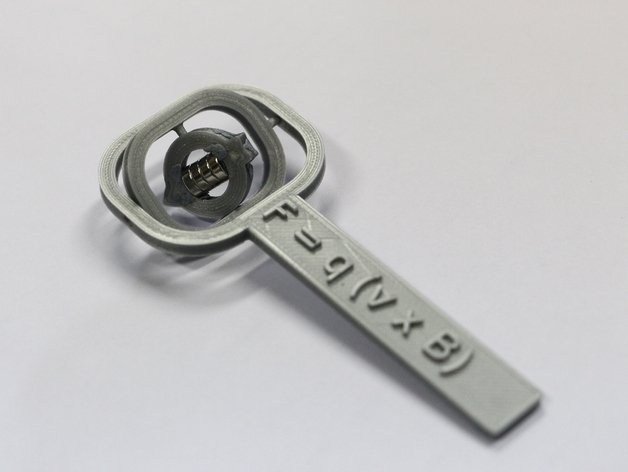 F = q (v x B)